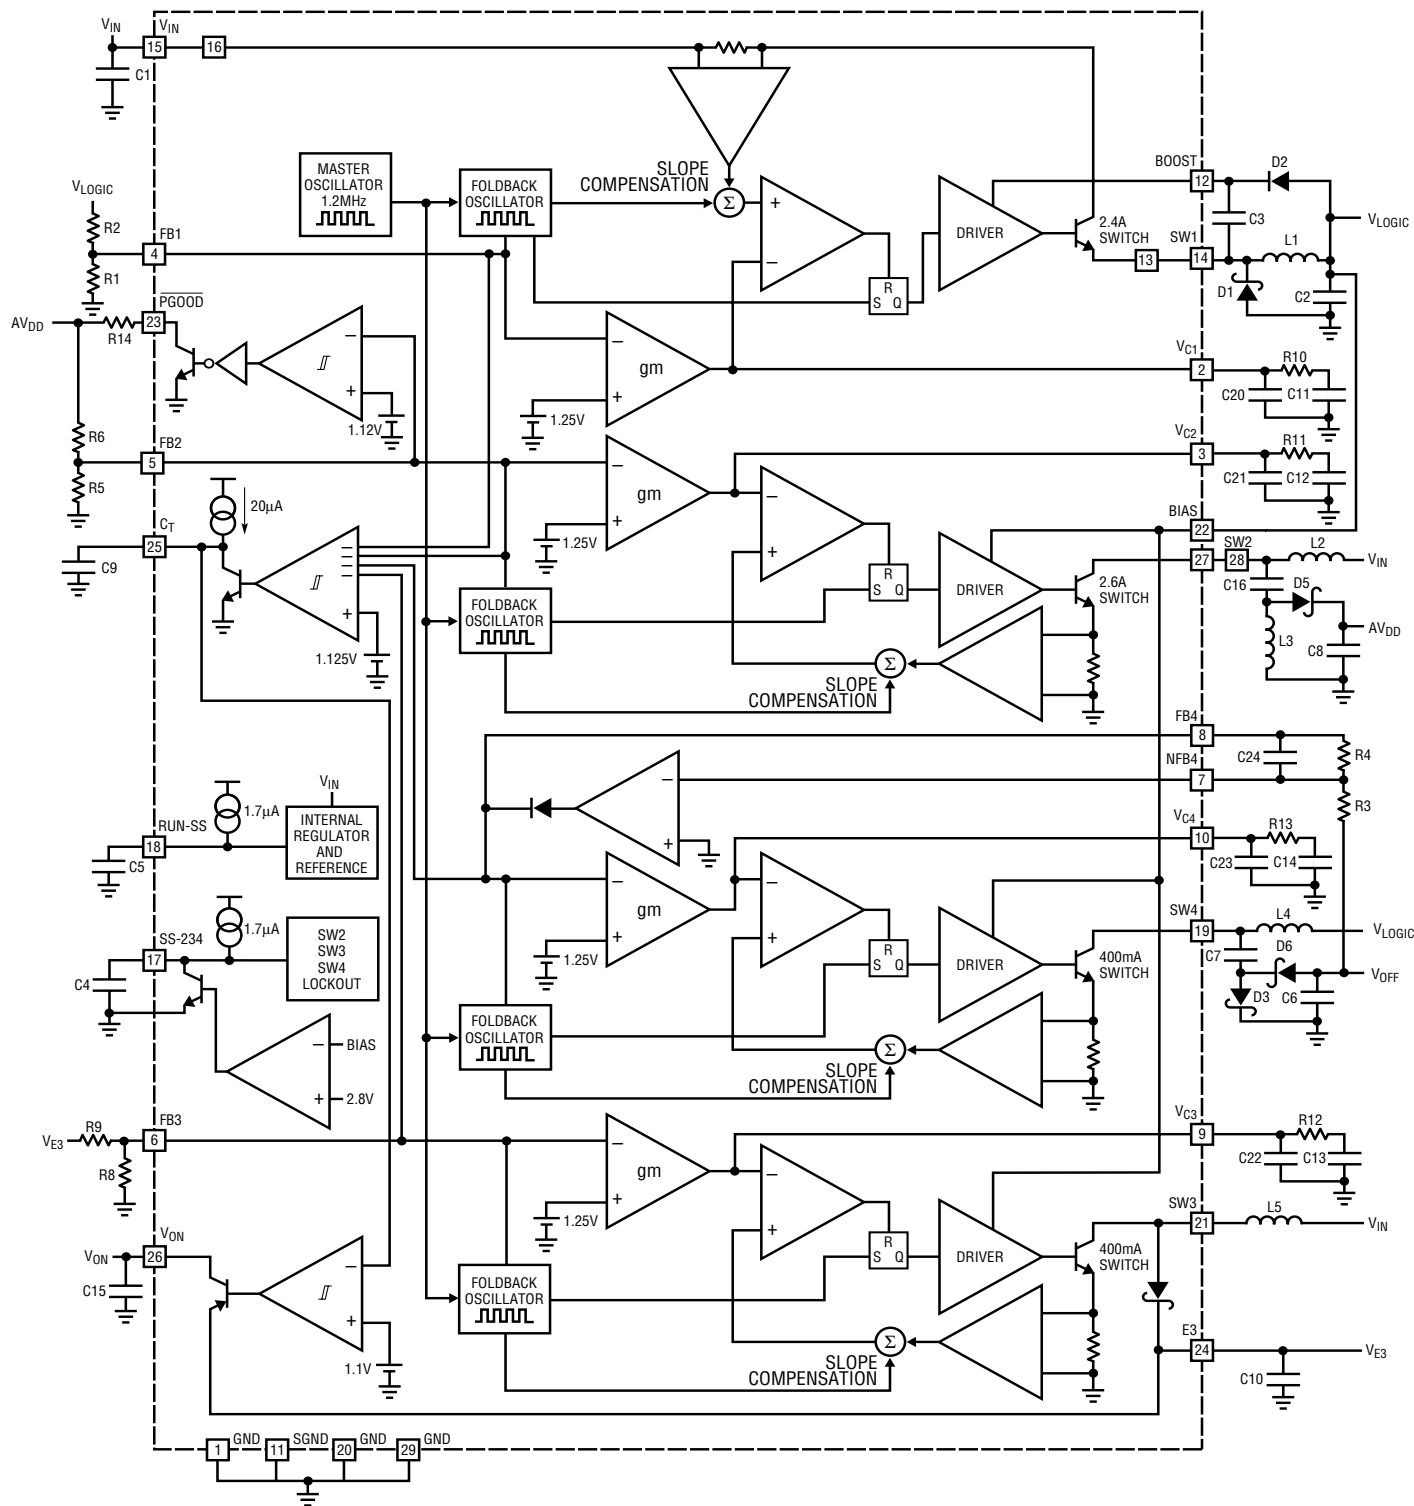 VIN
VIN
15
16
C1
MASTER
OSCILLATOR
1.2MHz
FOLDBACK
OSCILLATOR
SLOPE
COMPENSATION
Σ
+
−
R
S Q
DRIVER
2.4A
SWITCH
BOOST
12
D2
C3
VLOGIC
SW1
13
14
L1
D1
C2
VLOGIC
R2
FB1
4
R1
PGOOD
AVDD
R14
23
−
+
1.12V
−
gm
+
1.25V
VC1
2
R10
C20
C11
R6
FB2
5
R5
−
gm
+
1.25V
VC2
3
R11
C21
C12
20µA
CT
25
C9
−
−
−
−
+
1.125V
FOLDBACK
OSCILLATOR
−
+
R
S Q
DRIVER
2.6A
SWITCH
Σ
SLOPE
COMPENSATION
BIAS
22
SW2
27
28
L2
VIN
C16
D5
L3
AVDD
C8
FB4
8
C24
R4
NFB4
7
R3
−
+
VIN
1.7µA
RUN-SS
18
C5
INTERNAL
REGULATOR
AND
REFERENCE
VC4
10
R13
C23
C14
−
gm
+
1.25V
−
+
R
S Q
DRIVER
400mA
SWITCH
SW4
19
L4
VLOGIC
C7
D6
VOFF
D3
C6
1.7µA
SS-234
17
C4
SW2
SW3
SW4
LOCKOUT
FOLDBACK
OSCILLATOR
Σ
SLOPE
COMPENSATION
− BIAS
+ 2.8V
R9
FB3
VE3
6
R8
−
gm
+
1.25V
−
+
R
S Q
DRIVER
400mA
SWITCH
VC3
9
R12
C22
C13
SW3
21
L5
VIN
VON
VON
26
C15
−
+
1.1V
FOLDBACK
OSCILLATOR
Σ
SLOPE
COMPENSATION
E3
24
VE3
C10
1 GND
11 SGND
20 GND
29 GND